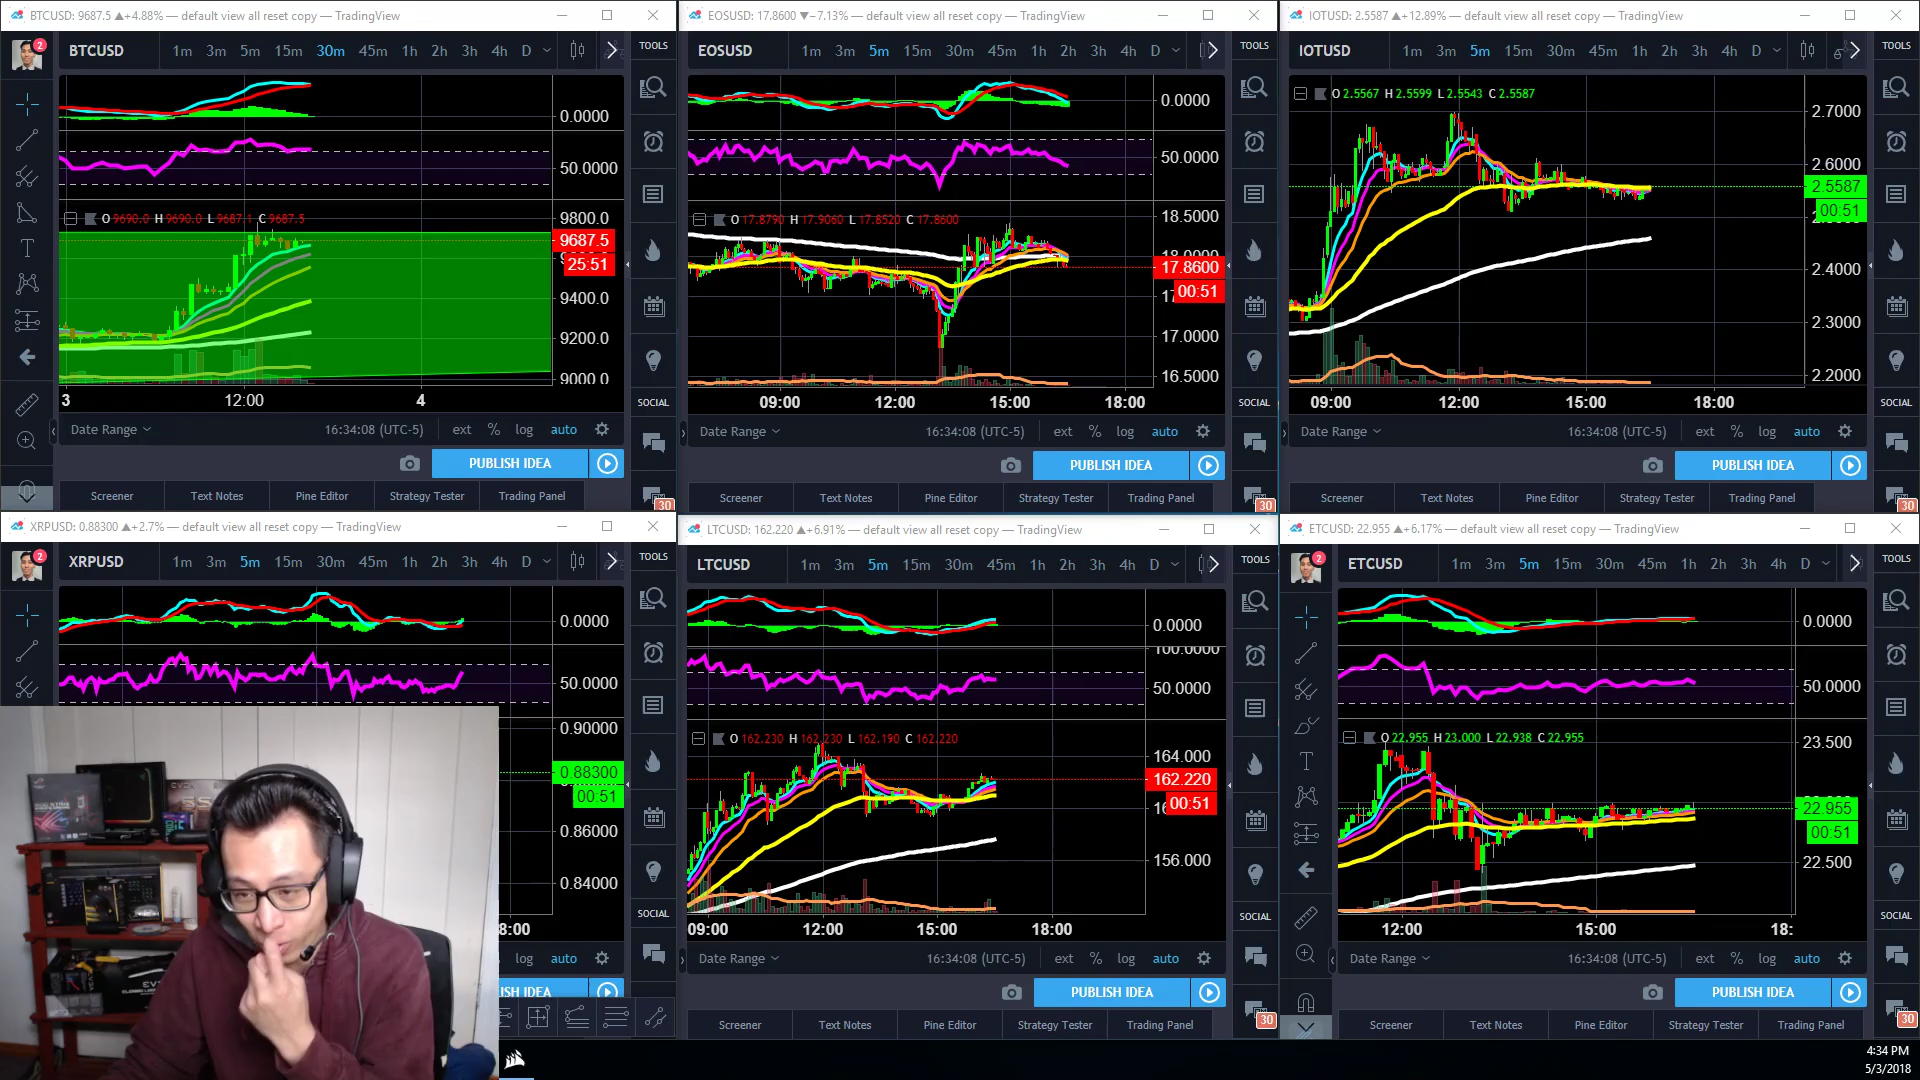 BTCUSD: 9687.5 ▲+4.88% — default view all reset copy — TradingView
2
BTCUSD 1m 3m 5m 15m 30m 45m 1h 2h 3h 4h D
TOOLS
0.0000
50.0000
O 9690.0 H 9690.0 L 9687.1 C 9687.5
9800.0
9687.5
25:51
9400.0
9200.0
9000.0
3 12:00 4
SOCIAL
Date Range 16:34:08 (UTC-5) ext % log auto
PUBLISH IDEA
Screener Text Notes Pine Editor Strategy Tester Trading Panel
30
EOSUSD: 17.8600 ▼−7.13% — default view all reset copy — TradingView
EOSUSD 1m 3m 5m 15m 30m 45m 1h 2h 3h 4h D
TOOLS
0.0000
50.0000
O 17.8790 H 17.9060 L 17.8520 C 17.8600
18.5000
17.8600
00:51
17.0000
16.5000
09:00 12:00 15:00 18:00
SOCIAL
Date Range 16:34:08 (UTC-5) ext % log auto
PUBLISH IDEA
Screener Text Notes Pine Editor Strategy Tester Trading Panel
30
IOTUSD: 2.5587 ▲+12.89% — default view all reset copy — TradingView
IOTUSD 1m 3m 5m 15m 30m 45m 1h 2h 3h 4h D
TOOLS
O 2.5567 H 2.5599 L 2.5543 C 2.5587
2.7000
2.6000
2.5587
00:51
2.4000
2.3000
2.2000
09:00 12:00 15:00 18:00
SOCIAL
Date Range 16:34:08 (UTC-5) ext % log auto
PUBLISH IDEA
Screener Text Notes Pine Editor Strategy Tester Trading Panel
30
XRPUSD: 0.88300 ▲+2.7% — default view all reset copy — TradingView
2
XRPUSD 1m 3m 5m 15m 30m 45m 1h 2h 3h 4h D
TOOLS
0.0000
50.0000
0.90000
0.88300
00:51
0.86000
0.84000
8:00
SOCIAL
log auto
SH IDEA
LTCUSD: 162.220 ▲+6.91% — default view all reset copy — TradingView
LTCUSD 1m 3m 5m 15m 30m 45m 1h 2h 3h 4h D
TOOLS
0.0000
100.0000
50.0000
O 162.230 H 162.230 L 162.190 C 162.220
164.000
162.220
00:51
156.000
09:00 12:00 15:00 18:00
SOCIAL
Date Range 16:34:08 (UTC-5) ext % log auto
PUBLISH IDEA
Screener Text Notes Pine Editor Strategy Tester Trading Panel
30
ETCUSD: 22.955 ▲+6.17% — default view all reset copy — TradingView
2
ETCUSD 1m 3m 5m 15m 30m 45m 1h 2h 3h 4h D
TOOLS
0.0000
50.0000
O 22.955 H 23.000 L 22.938 C 22.955
23.500
22.955
00:51
22.500
12:00 15:00 18:
SOCIAL
Date Range 16:34:08 (UTC-5) ext % log auto
PUBLISH IDEA
Screener Text Notes Pine Editor Strategy Tester Trading Panel
30
4:34 PM
5/3/2018